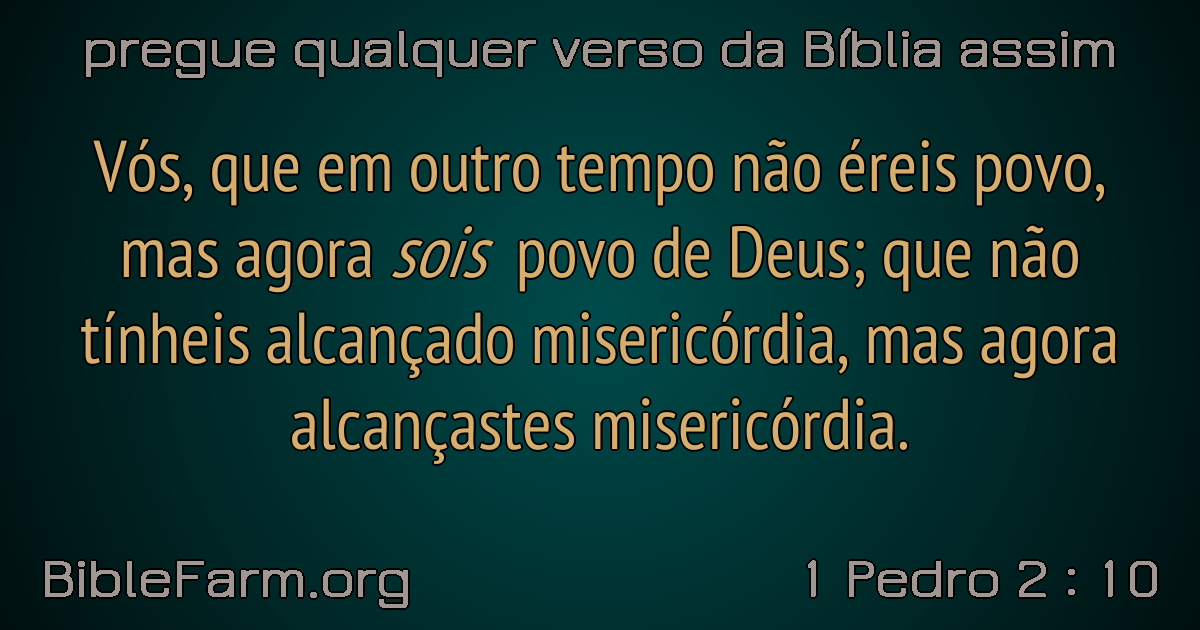 pregue qualquer verso da Bíblia assim
Vós, que em outro tempo não éreis povo,
mas agora sois povo de Deus; que não
tínheis alcançado misericórdia, mas agora
alcançastes misericórdia.
BibleFarm.org
1 Pedro 2 : 10